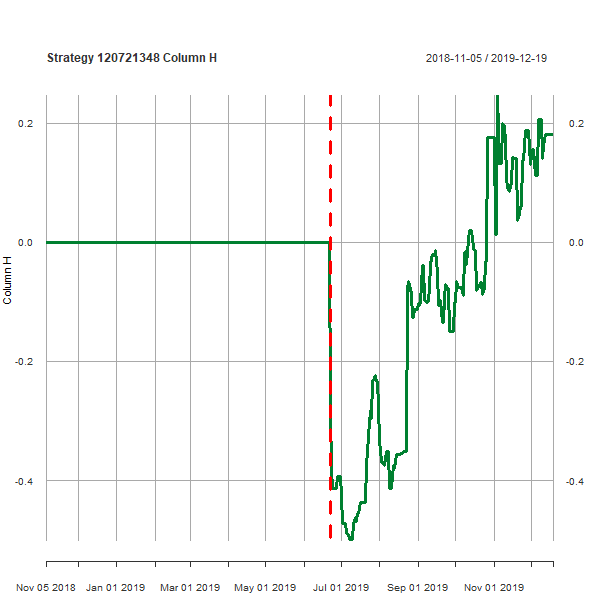 Strategy 120721348 Column H
2018-11-05 / 2019-12-19
0.2
0.2
0.0
0.0
Column H
-0.2
-0.2
-0.4
-0.4
Nov 05 2018
Jan 01 2019
Mar 01 2019
May 01 2019
Jul 01 2019
Sep 01 2019
Nov 01 2019